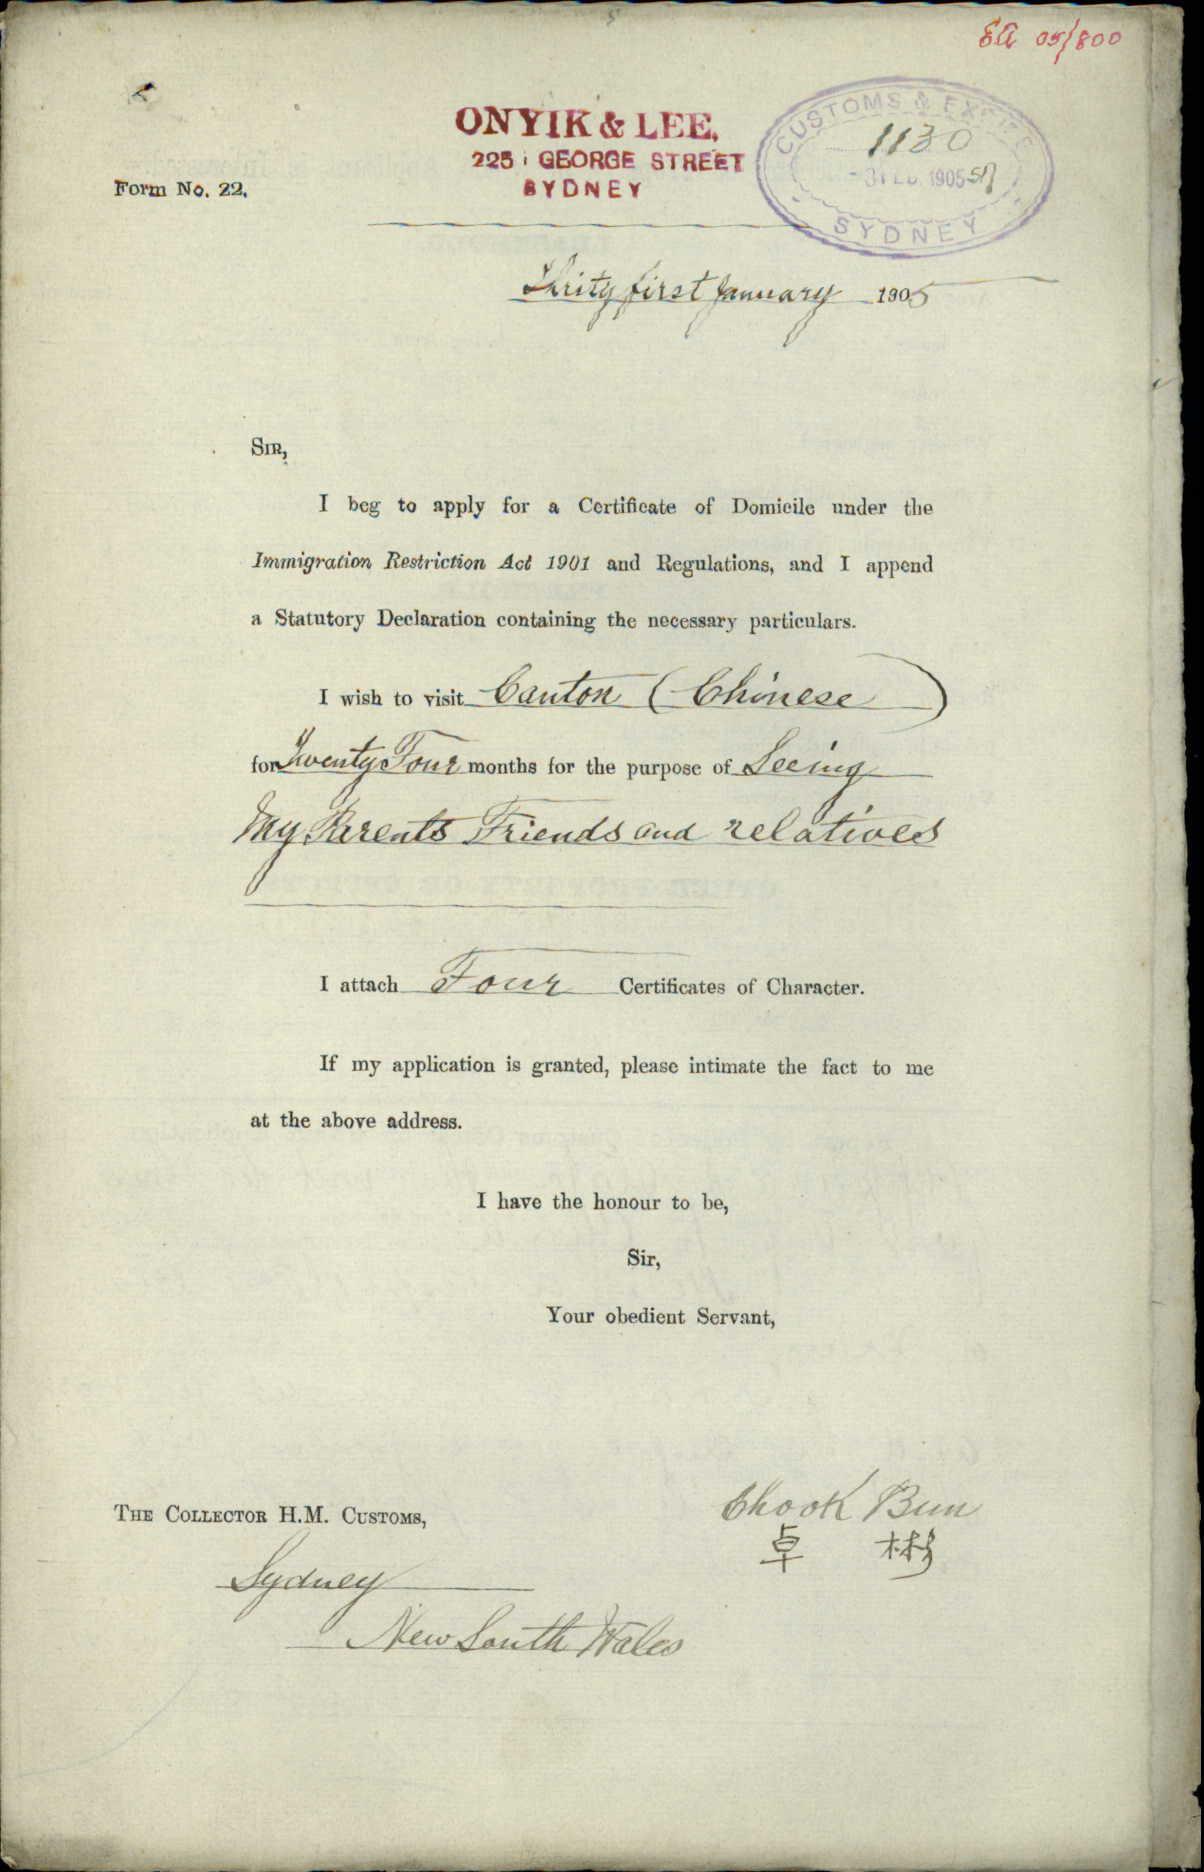 EA 05/800
ONYIK & LEE.
225 GEORGE STREET
SYDNEY
CUSTOMS & EXCISE
1130
FEB. 1905
SYDNEY
Form No. 22.
Thrity first January 1905
SIR,
I beg to apply for a Certificate of Domicile under the
Immigration Restriction Act 1901 and Regulations, and I append
a Statutory Declaration containing the necessary particulars.
I wish to visit Canton (Chinese)
for Twenty Four months for the purpose of Seeing
My Parents Friends and relatives
I attach Four Certificates of Character.
If my application is granted, please intimate the fact to me
at the above address.
I have the honour to be,
Sir,
Your obedient Servant,
Chook Bun
卓 彬
THE COLLECTOR H.M. CUSTOMS,
Sydney
New South Wales